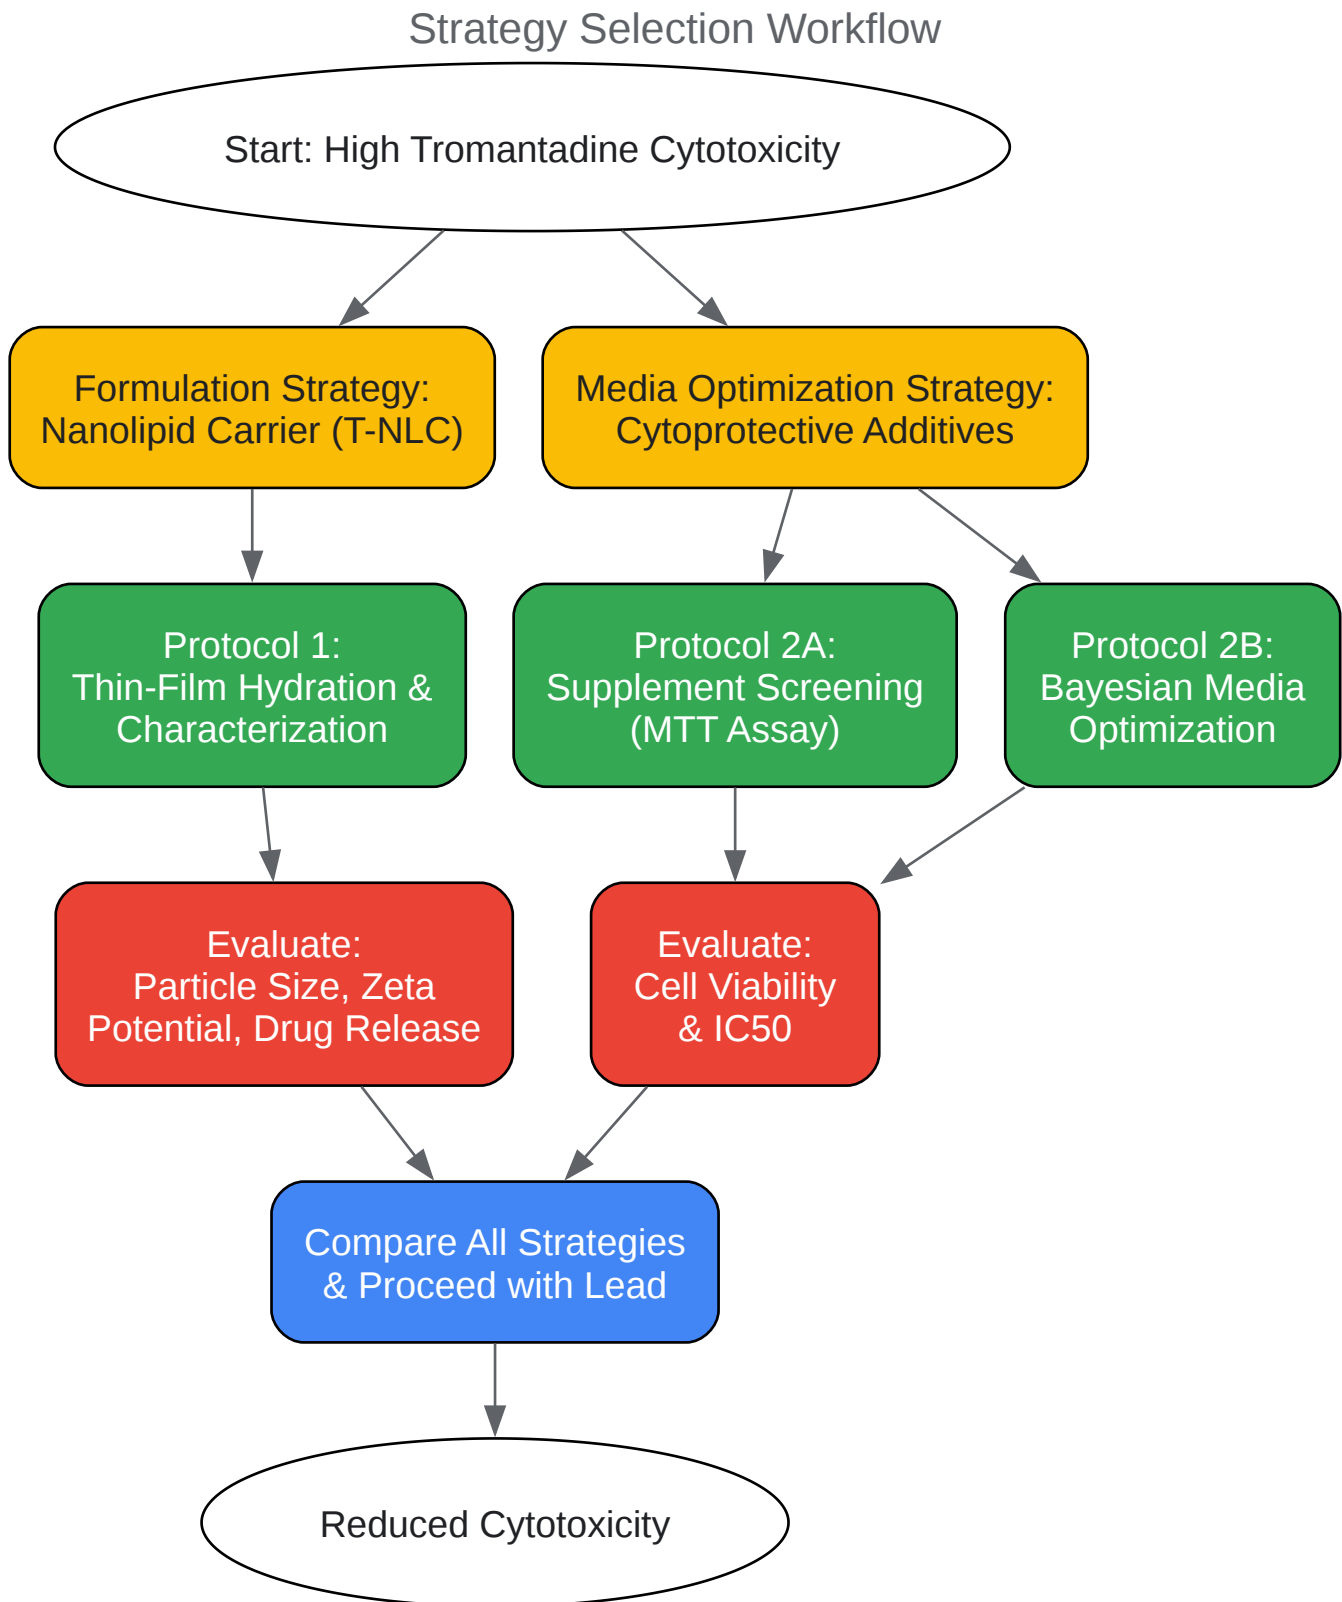 Strategy Selection Workflow
Start: High Tromantadine Cytotoxicity
Formulation Strategy:
Nanolipid Carrier (T-NLC)
Media Optimization Strategy:
Cytoprotective Additives
Protocol 1:
Thin-Film Hydration &
Characterization
Protocol 2A:
Supplement Screening
(MTT Assay)
Protocol 2B:
Bayesian Media
Optimization
Evaluate:
Particle Size, Zeta
Potential, Drug Release
Evaluate:
Cell Viability
& IC50
Compare All Strategies
& Proceed with Lead
Reduced Cytotoxicity